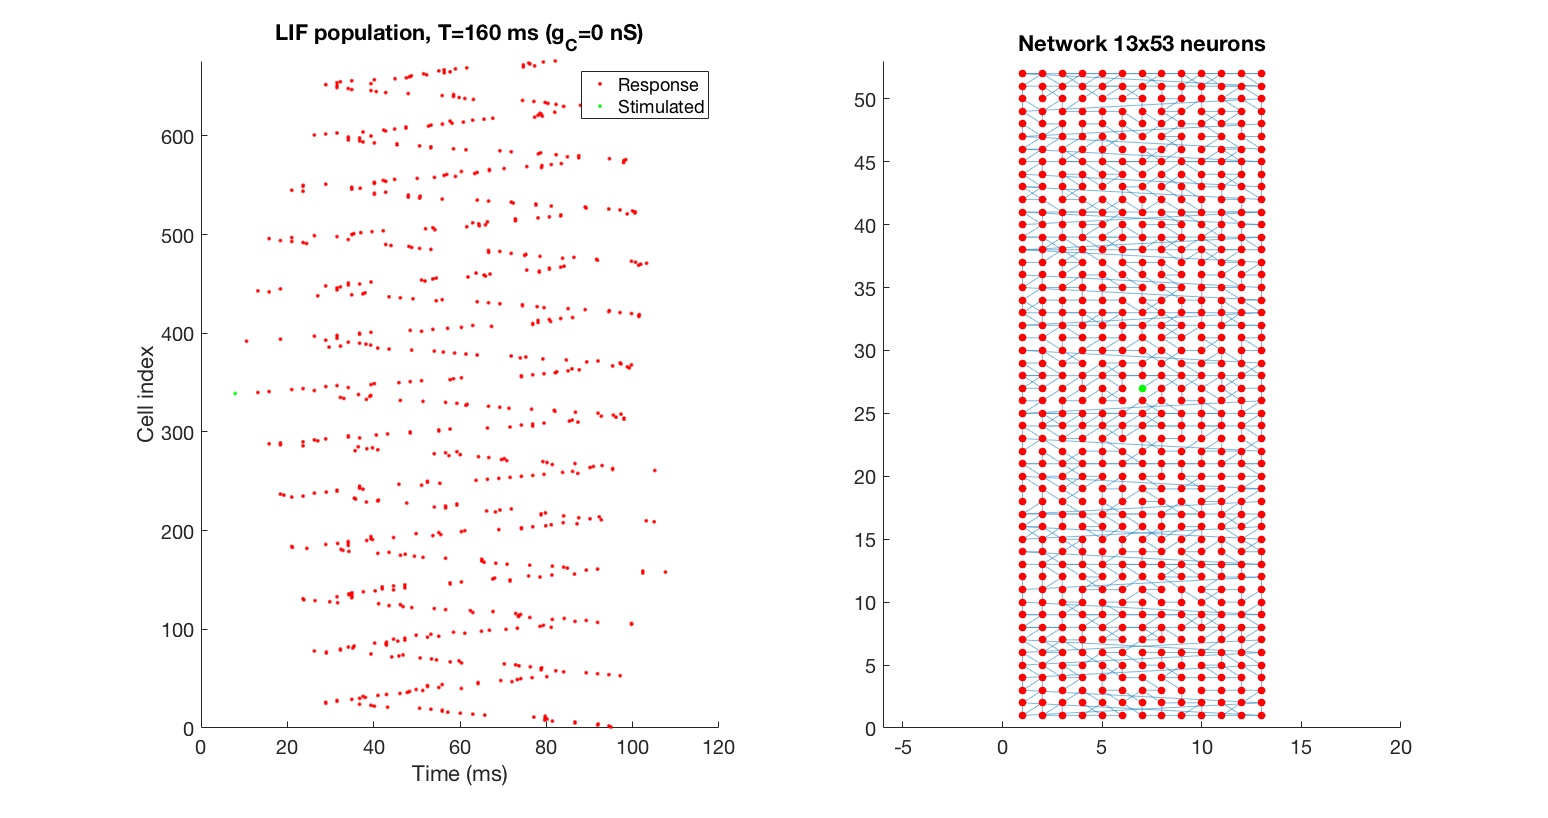 LIF population, T=160 ms (g_C=0 nS)
Response
Stimulated
600
500
400
300
200
100
0
Cell index
0 20 40 60 80 100 120
Time (ms)
Network 13x53 neurons
50
45
40
35
30
25
20
15
10
5
0
-5 0 5 10 15 20